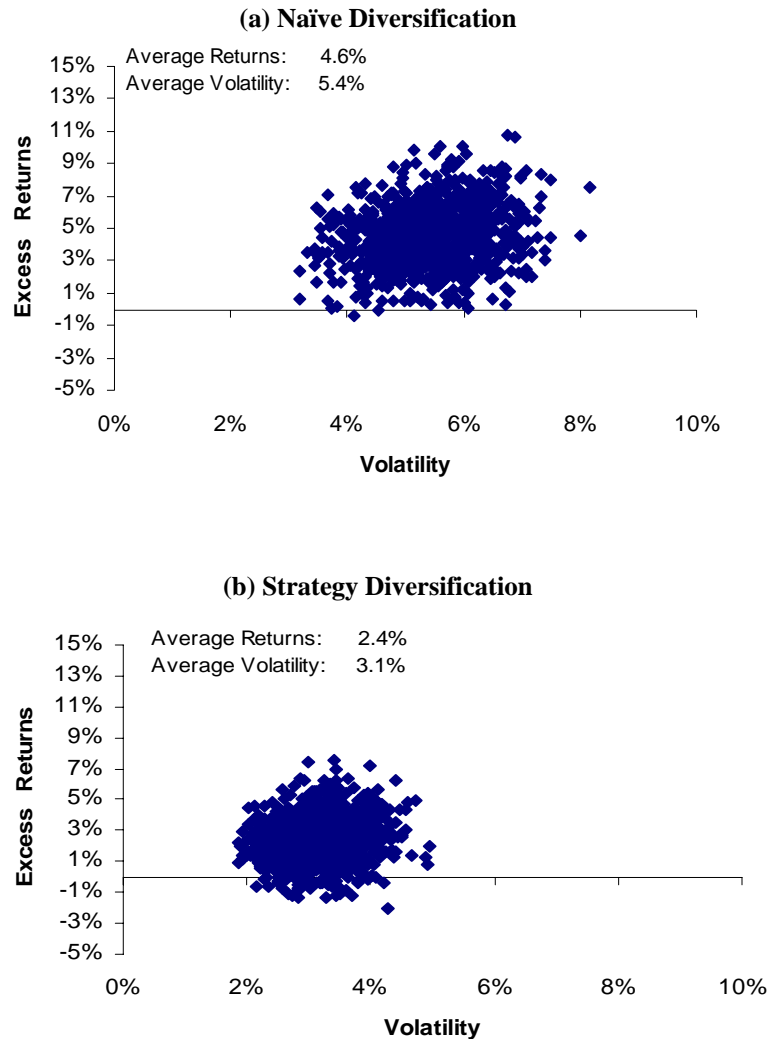 (a) Naïve Diversification
Average Returns: 4.6%
Average Volatility: 5.4%
15%
13%
11%
9%
7%
5%
3%
1%
-1%
-3%
-5%
Excess Returns
0% 2% 4% 6% 8% 10%
Volatility
(b) Strategy Diversification
Average Returns: 2.4%
Average Volatility: 3.1%
15%
13%
11%
9%
7%
5%
3%
1%
-1%
-3%
-5%
Excess Returns
0% 2% 4% 6% 8% 10%
Volatility